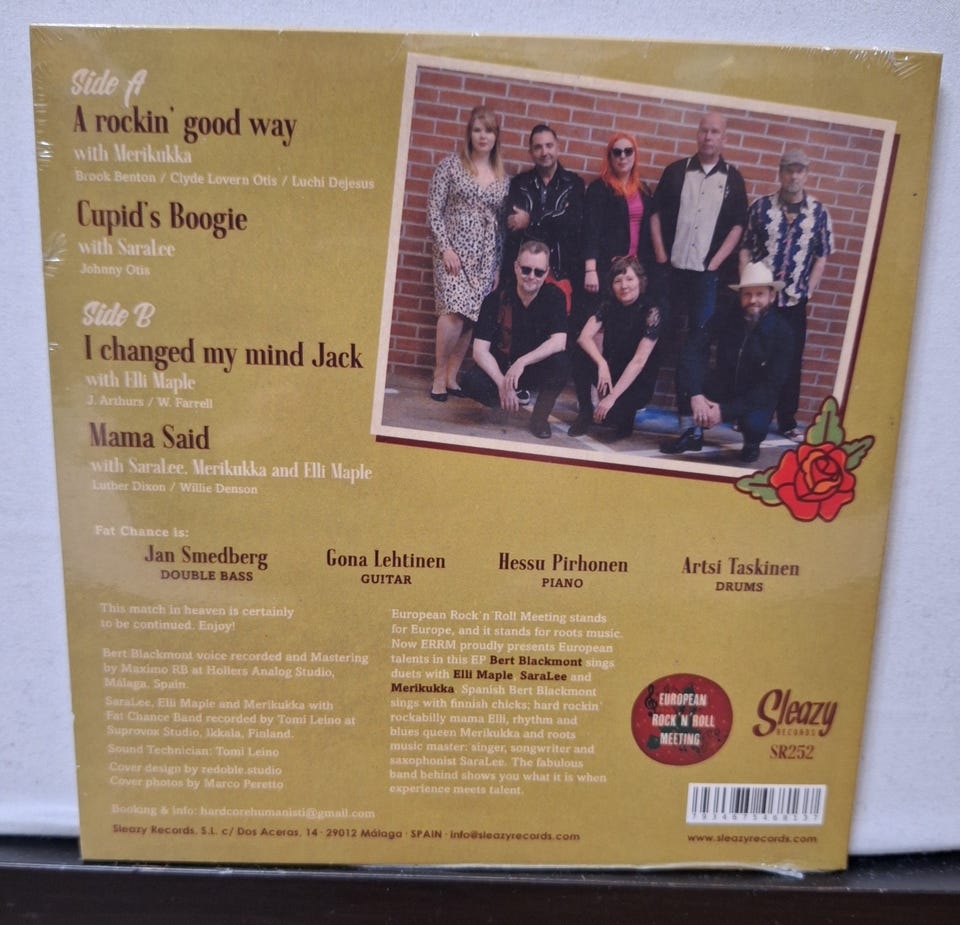 Side A
A rockin' good way
with Merikukka
Brook Benton / Clyde Lovern Otis / Luchi Dejesus
Cupid's Boogie
with SaraLee
Johnny Otis
Side B
I changed my mind Jack
with Elli Maple
J. Arthurs / W. Farrell
Mama Said
with SaraLee, Merikukka and Elli Maple
Luther Dixon / Willie Denson
Fat Chance is:
Jan Smedberg
DOUBLE BASS
Gona Lehtinen
GUITAR
Hessu Pirhonen
PIANO
Artsi Taskinen
DRUMS
This match in heaven is certainly
to be continued. Enjoy!
Bert Blackmont voice recorded and Mastering
by Maximo RB at Hollers Analog Studio,
Málaga, Spain.
SaraLee, Elli Maple and Merikukka with
Fat Chance Band recorded by Tomi Leino at
Suprovox Studio, Ikkala, Finland.
Sound Technician: Tomi Leino
Cover design by redoble.studio
Cover photos by Marco Peretto
Booking & info: hardcorehumanisti@gmail.com
European Rock'n'Roll Meeting stands
for Europe, and it stands for roots music.
Now ERRM proudly presents European
talents in this EP Bert Blackmont sings
duets with Elli Maple, SaraLee and
Merikukka. Spanish Bert Blackmont
sings with finnish chicks; hard rockin'
rockabilly mama Elli, rhythm and
blues queen Merikukka and roots
music master: singer, songwriter and
saxophonist SaraLee. The fabulous
band behind shows you what it is when
experience meets talent.
EUROPEAN
ROCK'N'ROLL
MEETING
Sleazy
RECORDS
SR252
7 93467 54681 37
Sleazy Records, S.L. c/ Dos Aceras, 14 · 29012 Málaga · SPAIN · info@sleazyrecords.com
www.sleazyrecords.com